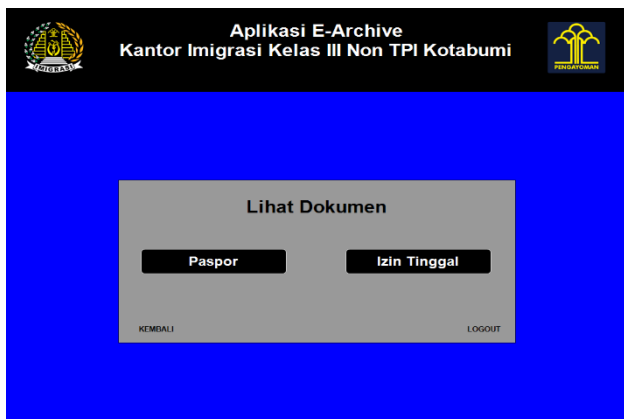 Aplikasi E-Archive
Kantor Imigrasi Kelas III Non TPI Kotabumi
IMIGRASI
PENGAYOMAN
Lihat Dokumen
Paspor
Izin Tinggal
KEMBALI
LOGOUT